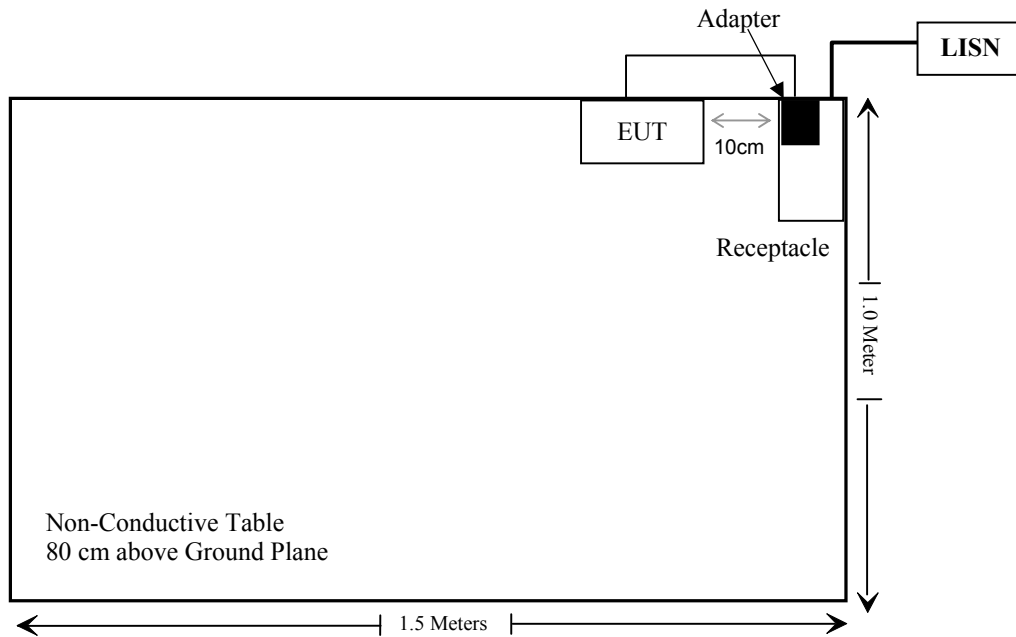 Adapter
LISN
EUT
10cm
Receptacle
1.0 Meter
Non-Conductive Table
80 cm above Ground Plane
1.5 Meters